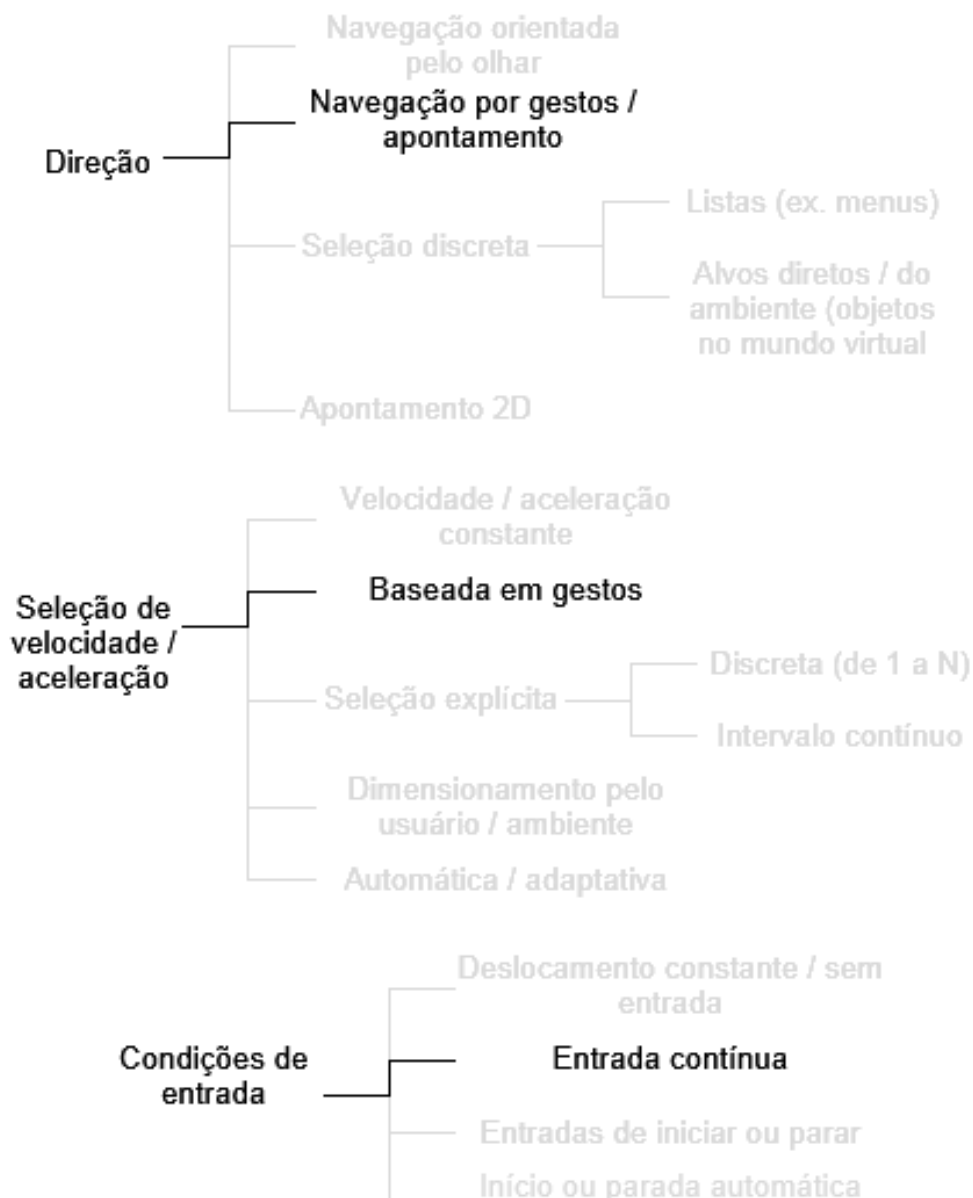 Navegação orientada
pelo olhar
Navegação por gestos /
apontamento
Direção
Listas (ex. menus)
Seleção discreta
Alvos diretos / do
ambiente (objetos
no mundo virtual
Apontamento 2D
Velocidade / aceleração
constante
Baseada em gestos
Seleção de
velocidade /
aceleração
Discreta (de 1 a N)
Seleção explícita
Intervalo contínuo
Dimensionamento pelo
usuário / ambiente
Automática / adaptativa
Deslocamento constante / sem
entrada
Condições de
entrada
Entrada contínua
Entradas de iniciar ou parar
Início ou parada automática